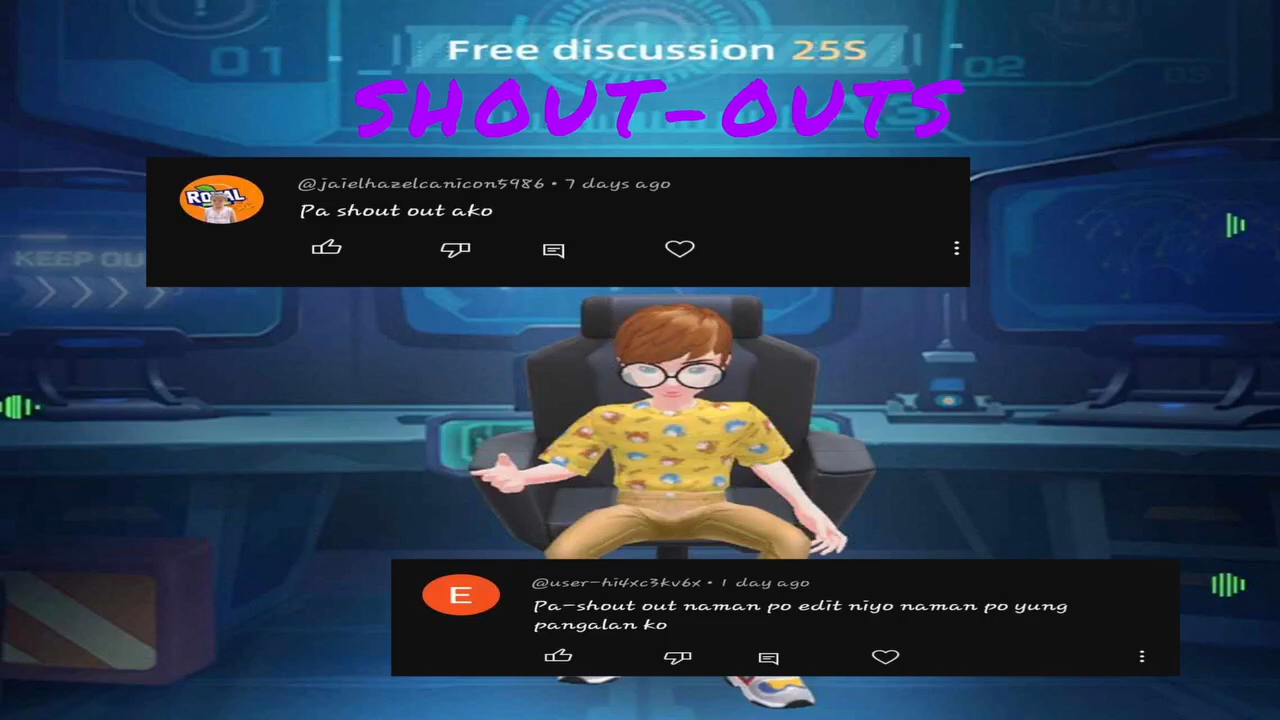 Free discussion 25S
01
02
03
SHOUT-OUTS
ROYAL
@jaielhazelcanicon5986 • 7 days ago
Pa shout out ako
KEEP OU
E
@user-hi4xc3kv6x • 1 day ago
Pa-shout out naman po edit niyo naman po yung
pangalan ko